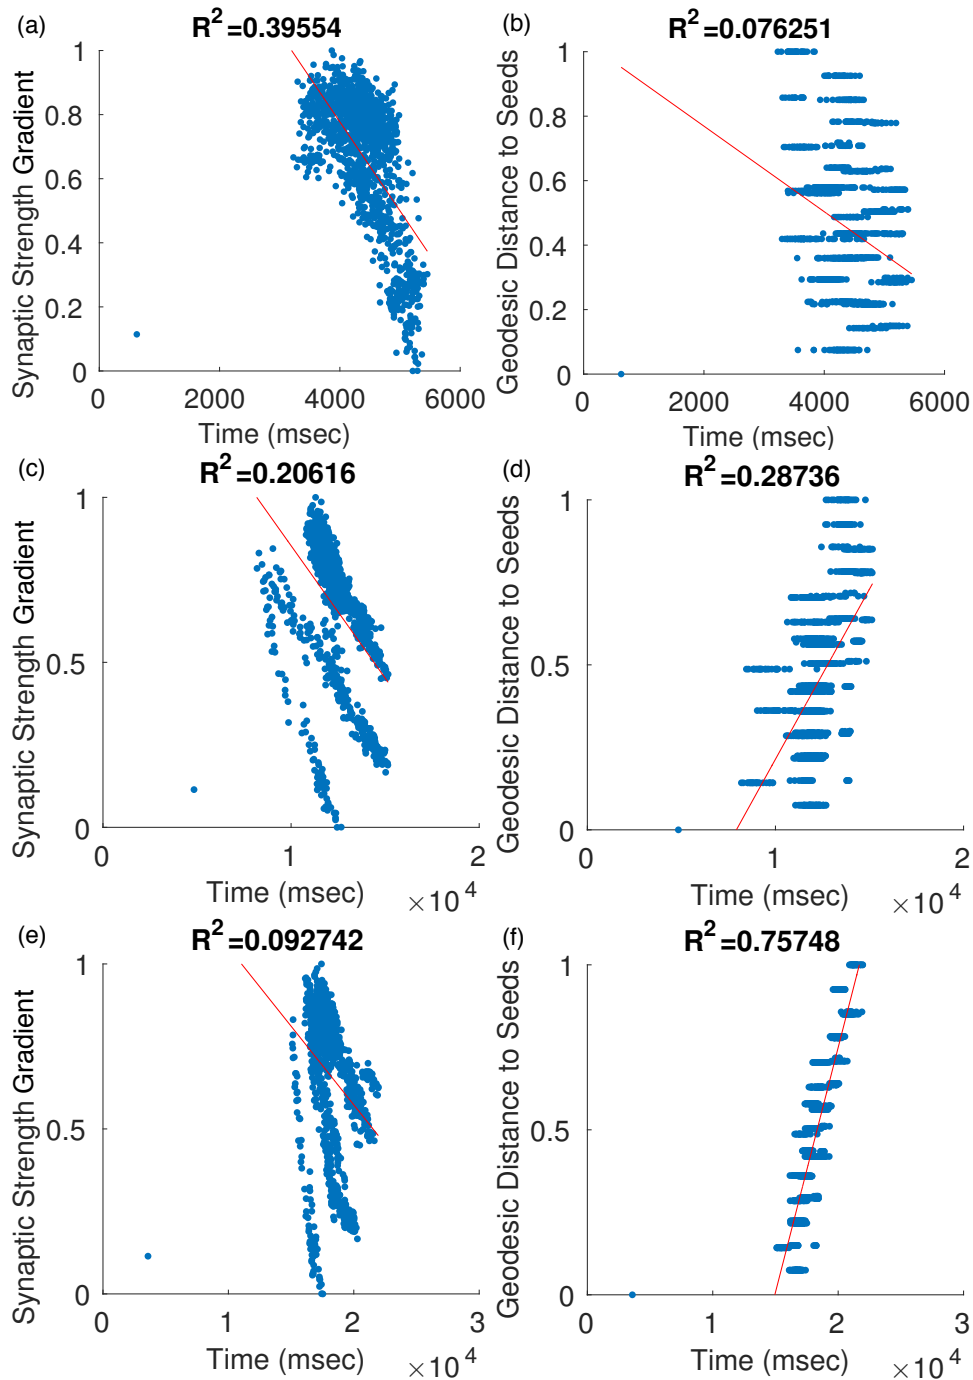 (a) R²=0.39554
Synaptic Strength Gradient
1
0.8
0.6
0.4
0.2
0
0 2000 4000 6000
Time (msec)
(b) R²=0.076251
Geodesic Distance to Seeds
1
0.8
0.6
0.4
0.2
0
0 2000 4000 6000
Time (msec)
(c) R²=0.20616
Synaptic Strength Gradient
1
0.5
0
0 1 2
Time (msec) ×10⁴
(d) R²=0.28736
Geodesic Distance to Seeds
1
0.5
0
0 1 2
Time (msec) ×10⁴
(e) R²=0.092742
Synaptic Strength Gradient
1
0.5
0
0 1 2 3
Time (msec) ×10⁴
(f) R²=0.75748
Geodesic Distance to Seeds
1
0.5
0
0 1 2 3
Time (msec) ×10⁴